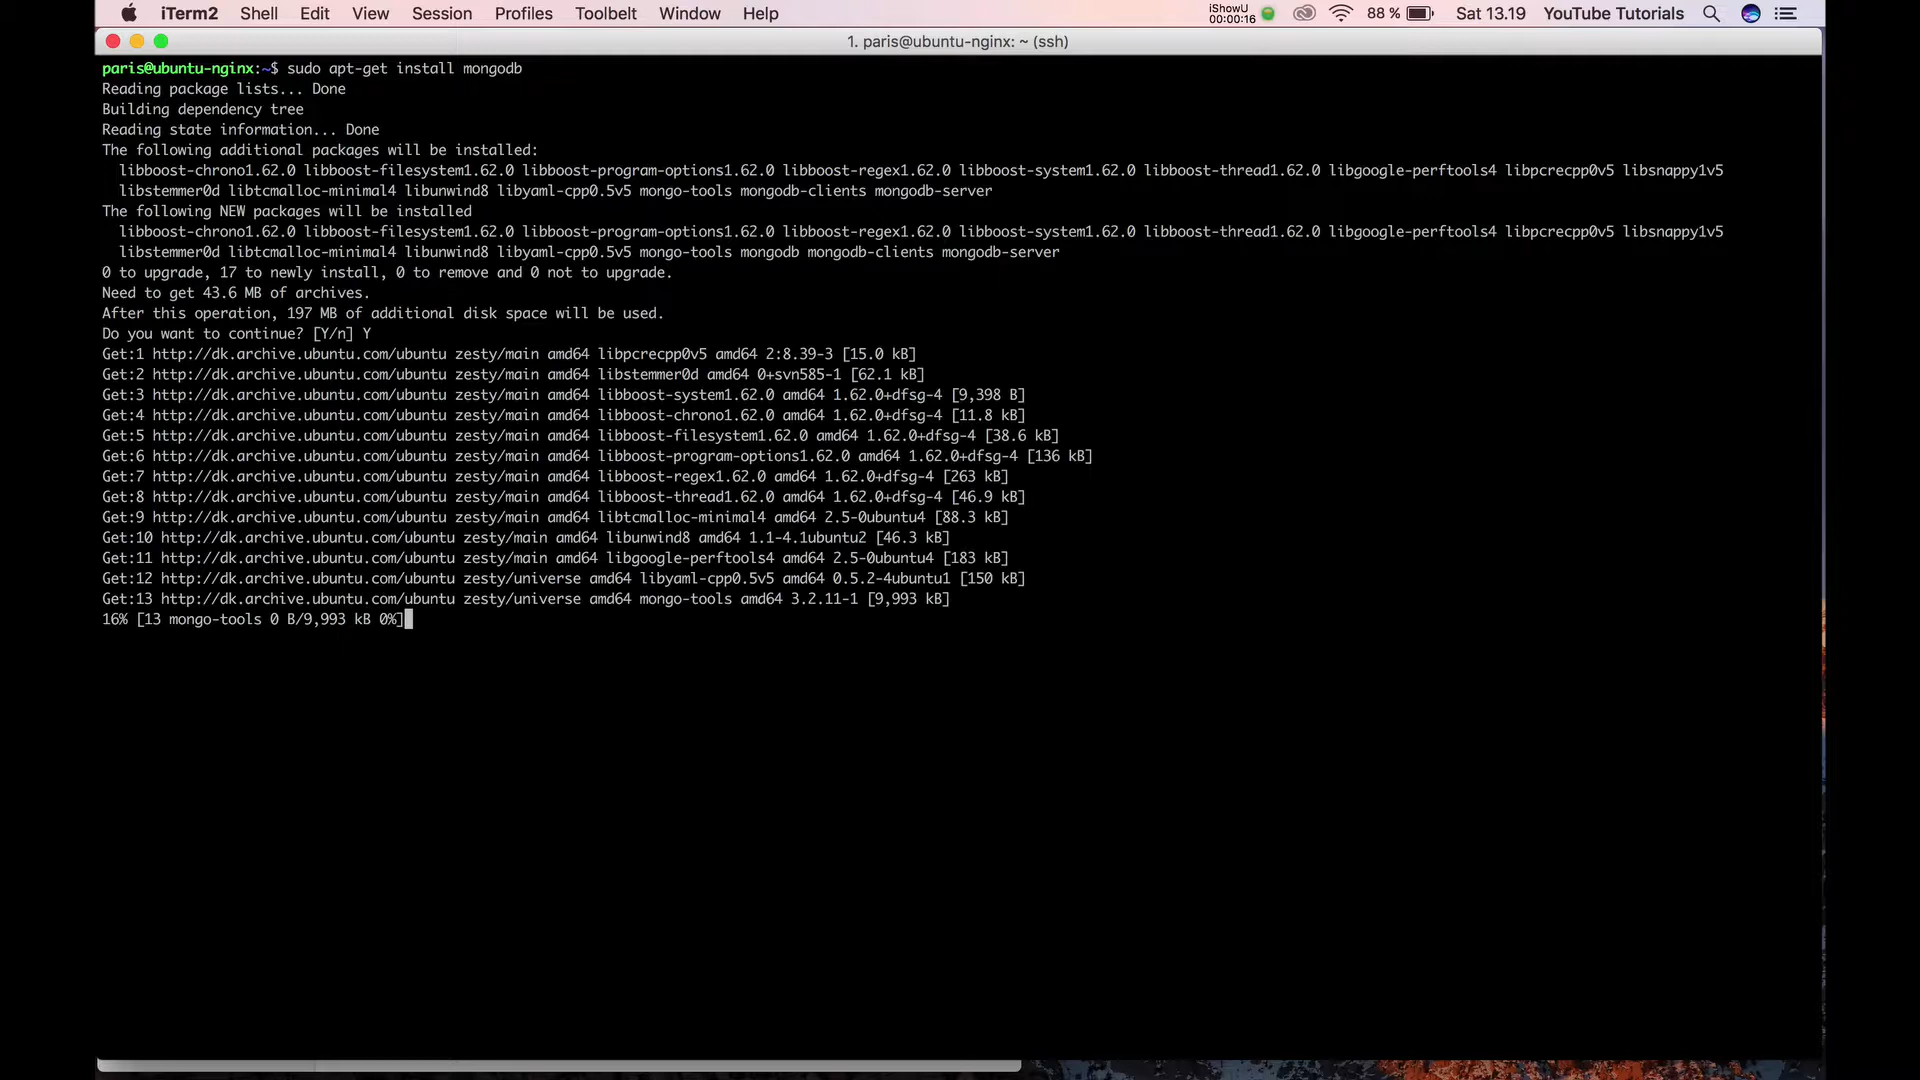 iTerm2 Shell Edit View Session Profiles Toolbelt Window Help iShowU 00:00:16 88 % Sat 13.19 YouTube Tutorials
1. paris@ubuntu-nginx: ~ (ssh)
paris@ubuntu-nginx:~$ sudo apt-get install mongodb
Reading package lists... Done
Building dependency tree
Reading state information... Done
The following additional packages will be installed:
libboost-chrono1.62.0 libboost-filesystem1.62.0 libboost-program-options1.62.0 libboost-regex1.62.0 libboost-system1.62.0 libboost-thread1.62.0 libgoogle-perftools4 libpcrecpp0v5 libsnappy1v5
libstemmer0d libtcmalloc-minimal4 libunwind8 libyaml-cpp0.5v5 mongo-tools mongodb-clients mongodb-server
The following NEW packages will be installed
libboost-chrono1.62.0 libboost-filesystem1.62.0 libboost-program-options1.62.0 libboost-regex1.62.0 libboost-system1.62.0 libboost-thread1.62.0 libgoogle-perftools4 libpcrecpp0v5 libsnappy1v5
libstemmer0d libtcmalloc-minimal4 libunwind8 libyaml-cpp0.5v5 mongo-tools mongodb mongodb-clients mongodb-server
0 to upgrade, 17 to newly install, 0 to remove and 0 not to upgrade.
Need to get 43.6 MB of archives.
After this operation, 197 MB of additional disk space will be used.
Do you want to continue? [Y/n] Y
Get:1 http://dk.archive.ubuntu.com/ubuntu zesty/main amd64 libpcrecpp0v5 amd64 2:8.39-3 [15.0 kB]
Get:2 http://dk.archive.ubuntu.com/ubuntu zesty/main amd64 libstemmer0d amd64 0+svn585-1 [62.1 kB]
Get:3 http://dk.archive.ubuntu.com/ubuntu zesty/main amd64 libboost-system1.62.0 amd64 1.62.0+dfsg-4 [9,398 B]
Get:4 http://dk.archive.ubuntu.com/ubuntu zesty/main amd64 libboost-chrono1.62.0 amd64 1.62.0+dfsg-4 [11.8 kB]
Get:5 http://dk.archive.ubuntu.com/ubuntu zesty/main amd64 libboost-filesystem1.62.0 amd64 1.62.0+dfsg-4 [38.6 kB]
Get:6 http://dk.archive.ubuntu.com/ubuntu zesty/main amd64 libboost-program-options1.62.0 amd64 1.62.0+dfsg-4 [136 kB]
Get:7 http://dk.archive.ubuntu.com/ubuntu zesty/main amd64 libboost-regex1.62.0 amd64 1.62.0+dfsg-4 [263 kB]
Get:8 http://dk.archive.ubuntu.com/ubuntu zesty/main amd64 libboost-thread1.62.0 amd64 1.62.0+dfsg-4 [46.9 kB]
Get:9 http://dk.archive.ubuntu.com/ubuntu zesty/main amd64 libtcmalloc-minimal4 amd64 2.5-0ubuntu4 [88.3 kB]
Get:10 http://dk.archive.ubuntu.com/ubuntu zesty/main amd64 libunwind8 amd64 1.1-4.1ubuntu2 [46.3 kB]
Get:11 http://dk.archive.ubuntu.com/ubuntu zesty/main amd64 libgoogle-perftools4 amd64 2.5-0ubuntu4 [183 kB]
Get:12 http://dk.archive.ubuntu.com/ubuntu zesty/universe amd64 libyaml-cpp0.5v5 amd64 0.5.2-4ubuntu1 [150 kB]
Get:13 http://dk.archive.ubuntu.com/ubuntu zesty/universe amd64 mongo-tools amd64 3.2.11-1 [9,993 kB]
16% [13 mongo-tools 0 B/9,993 kB 0%]